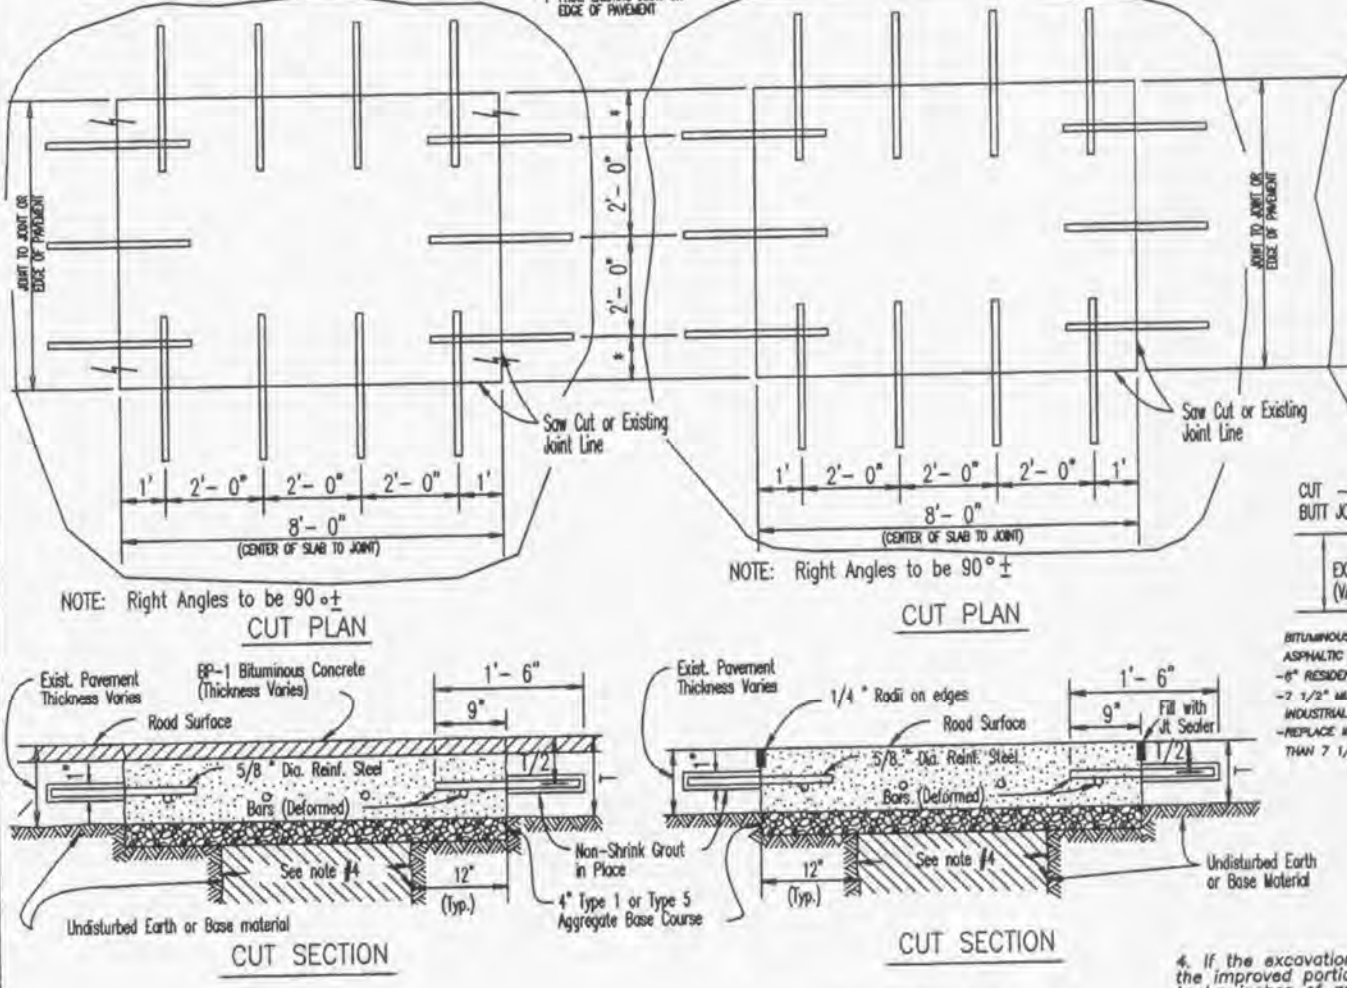 EDGE OF PAVEMENT
JOINT TO JOINT OR
EDGE OF PAVEMENT
*
2'- 0"
2'- 0"
*
JOINT TO JOINT OR
EDGE OF PAVEMENT
Saw Cut or Existing
Joint Line
Saw Cut or Existing
Joint Line
1' 2'- 0" 2'- 0" 2'- 0" 1'
8'- 0"
(CENTER OF SLAB TO JOINT)
1' 2'- 0" 2'- 0" 2'- 0" 1'
8'- 0"
(CENTER OF SLAB TO JOINT)
NOTE: Right Angles to be 90 °±
CUT PLAN
NOTE: Right Angles to be 90°±
CUT PLAN
CUT
BUTT
Exist. Pavement
Thickness Varies
BP-1 Bituminous Concrete
(Thickness Varies)
Road Surface
1'- 6"
9"
5/8 " Dia. Reinf. Steel
1/2
T
Bars (Deformed)
See note #4
12"
(Typ.)
Non-Shrink Grout
in Place
4" Type 1 or Type 5
Aggregate Base Course
Undisturbed Earth or Base material
CUT SECTION
Exist. Pavement
Thickness Varies
1/4 " Radii on edges
Road Surface
1'- 6"
9"
Fill with
Jt Sealer
5/8 " Dia. Reinf. Steel
1/2
T
Bars (Deformed)
See note #4
12"
(Typ.)
Undisturbed Earth
or Base Material
CUT SECTION
BITUMINOUS
ASPHALTIC
-7 1/2"
INDUSTRIAL
-REPLACE
THAN 7
4. If the excavation
the improved